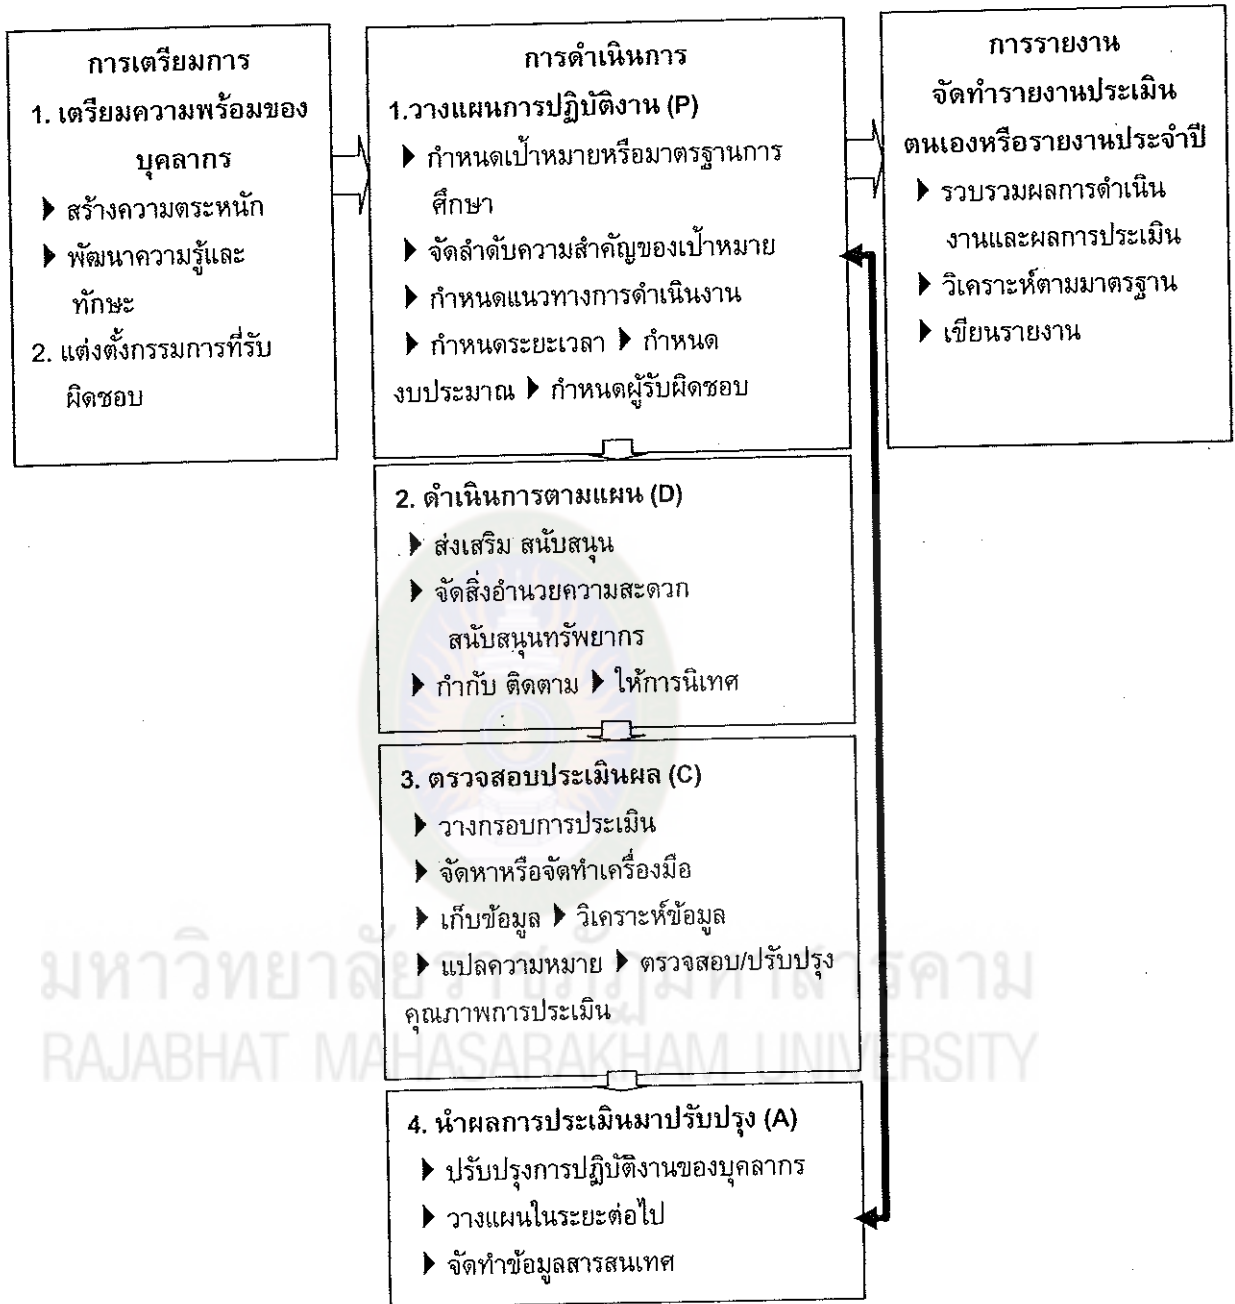 การเตรียมการ
1. เตรียมความพร้อมของ
บุคลากร
▶ สร้างความตระหนัก
▶ พัฒนาความรู้และ
ทักษะ
2. แต่งตั้งกรรมการที่รับ
ผิดชอบ
การดำเนินการ
1.วางแผนการปฏิบัติงาน (P)
▶ กำหนดเป้าหมายหรือมาตรฐานการ
ศึกษา
▶ จัดลำดับความสำคัญของเป้าหมาย
▶ กำหนดแนวทางการดำเนินงาน
▶ กำหนดระยะเวลา ▶ กำหนด
งบประมาณ ▶ กำหนดผู้รับผิดชอบ
2. ดำเนินการตามแผน (D)
▶ ส่งเสริม สนับสนุน
▶ จัดสิ่งอำนวยความสะดวก
สนับสนุนทรัพยากร
▶ กำกับ ติดตาม ▶ ให้การนิเทศ
3. ตรวจสอบประเมินผล (C)
▶ วางกรอบการประเมิน
▶ จัดหาหรือจัดทำเครื่องมือ
▶ เก็บข้อมูล ▶ วิเคราะห์ข้อมูล
▶ แปลความหมาย ▶ ตรวจสอบ/ปรับปรุง
คุณภาพการประเมิน
4. นำผลการประเมินมาปรับปรุง (A)
▶ ปรับปรุงการปฏิบัติงานของบุคลากร
▶ วางแผนในระยะต่อไป
▶ จัดทำข้อมูลสารสนเทศ
การรายงาน
จัดทำรายงานประเมิน
ตนเองหรือรายงานประจำปี
▶ รวบรวมผลการดำเนิน
งานและผลการประเมิน
▶ วิเคราะห์ตามมาตรฐาน
▶ เขียนรายงาน
มหาวิทยาลัยราชภัฏมหาสารคาม
RAJABHAT MAHASARAKHAM UNIVERSITY